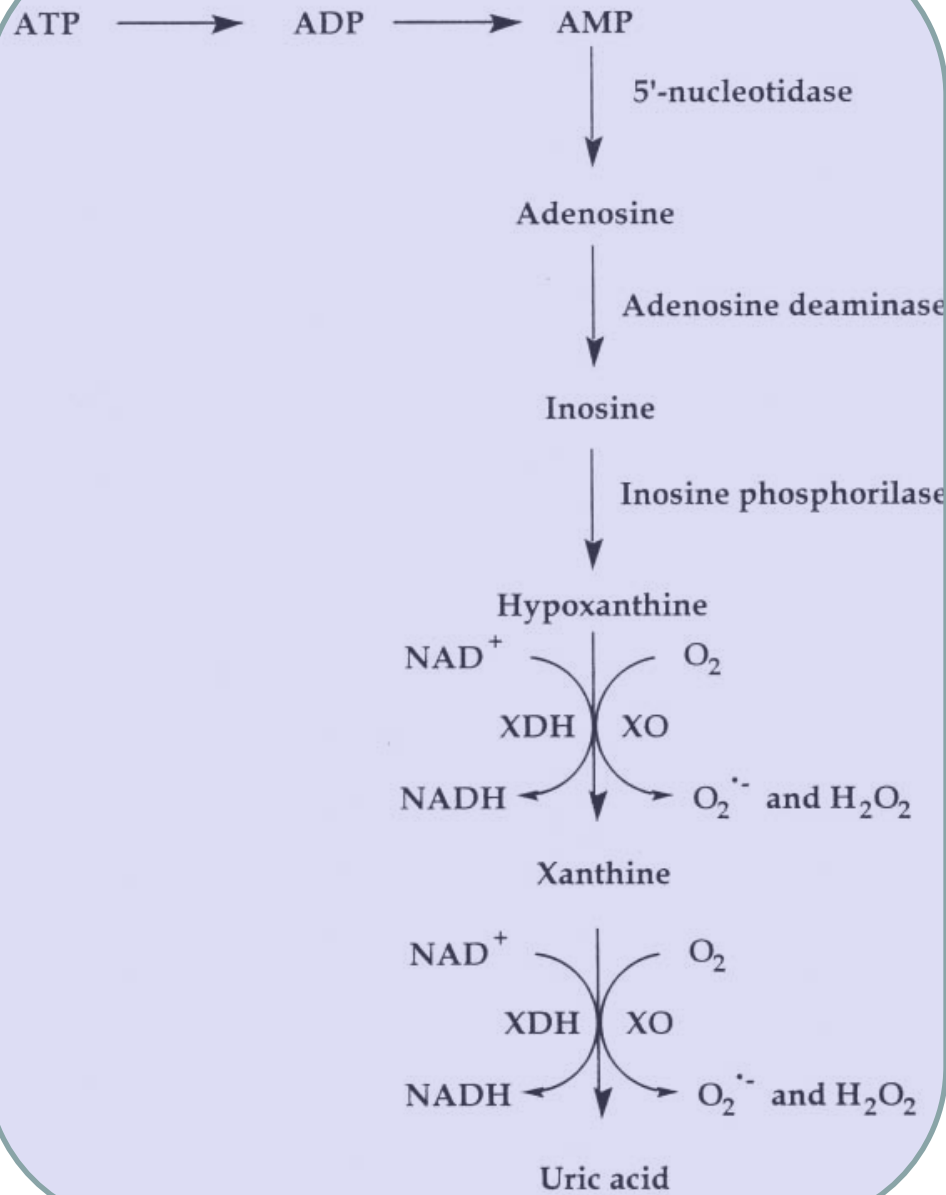 ATP ADP AMP
5'-nucleotidase
Adenosine
Adenosine deaminase
Inosine
Inosine phosphorilase
Hypoxanthine
NAD⁺ O₂
XDH XO
NADH O₂•⁻ and H₂O₂
Xanthine
NAD⁺ O₂
XDH XO
NADH O₂•⁻ and H₂O₂
Uric acid